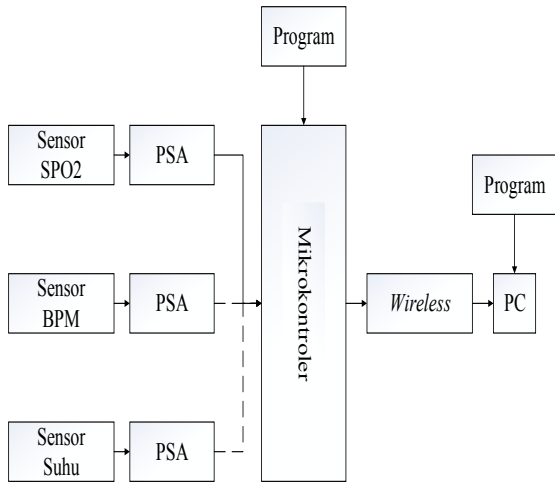 Program
Sensor
SPO2
PSA
Program
Sensor
BPM
PSA
Mikrokontroler
Wireless
PC
Sensor
Suhu
PSA